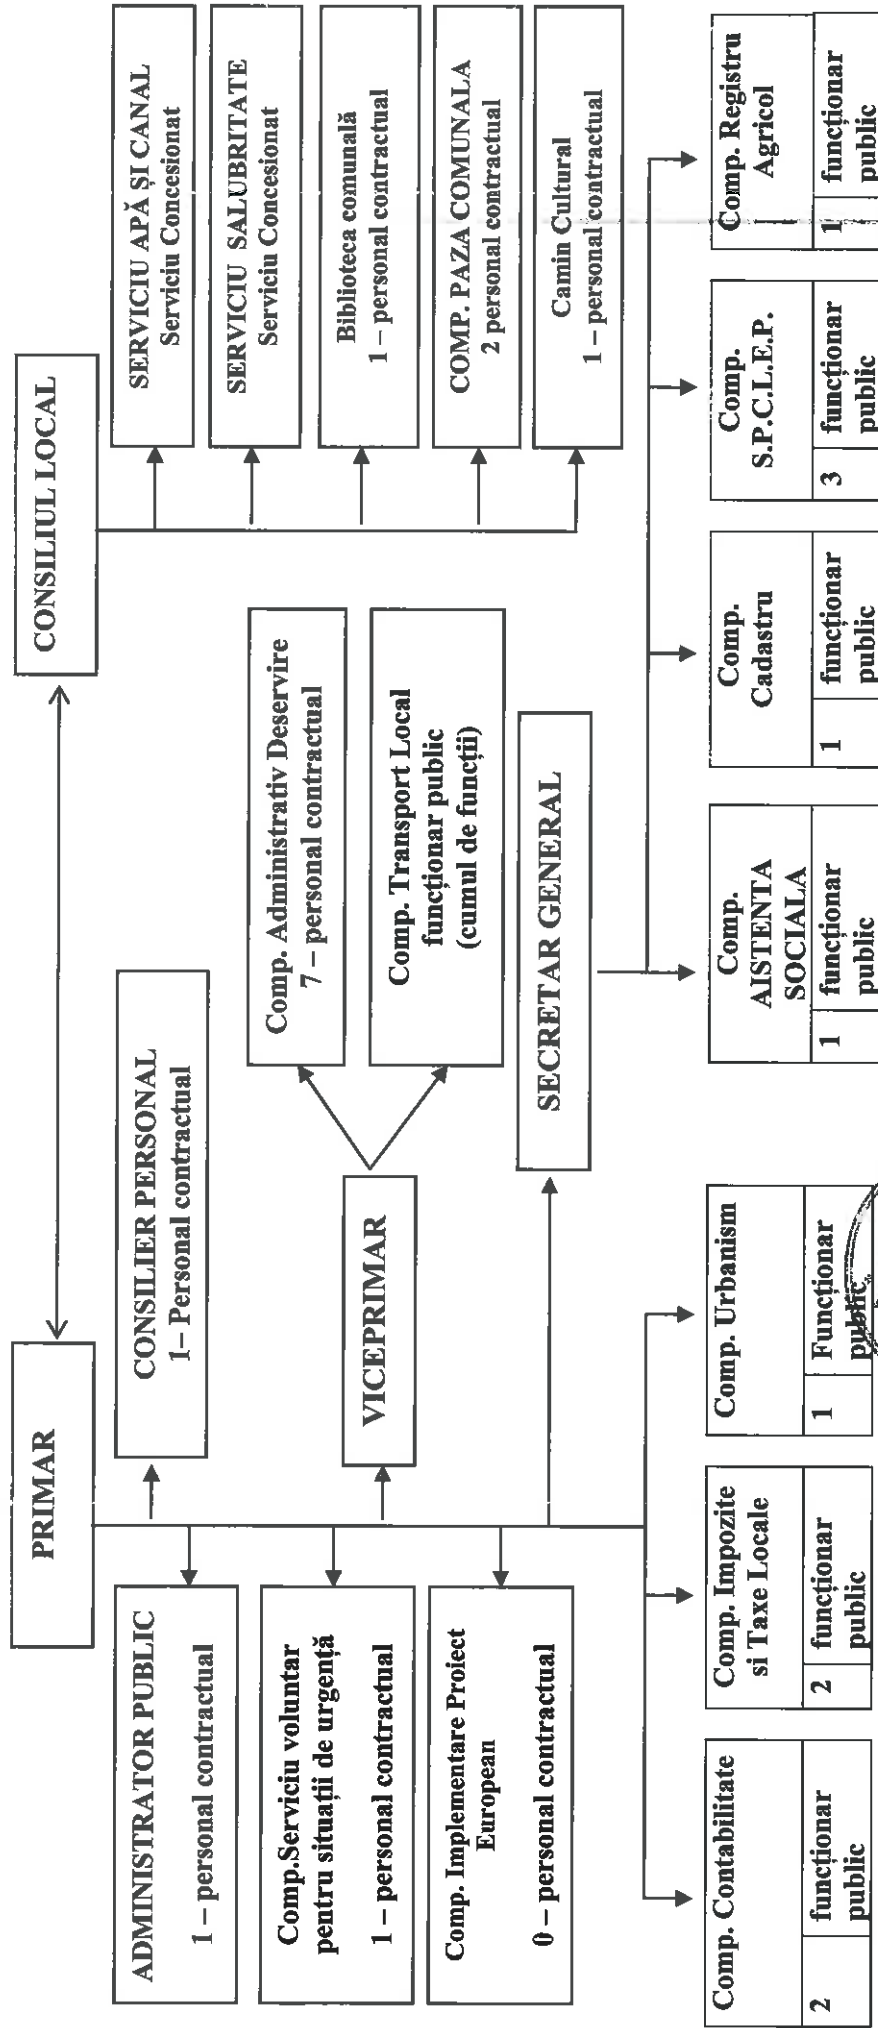 PRIMAR
CONSILIUL LOCAL
ADMINISTRATOR PUBLIC
1 – personal contractual
CONSILIER PERSONAL
1– Personal contractual
SERVICIU APĂ ȘI CANAL
Serviciu Concesionat
SERVICIU SALUBRITATE
Serviciu Concesionat
Comp.Serviciu voluntar
pentru situații de urgență
1 – personal contractual
VICEPRIMAR
Comp. Administrativ Deservire
7 – personal contractual
Biblioteca comunală
1 – personal contractual
Comp. Transport Local
funcționar public
(cumul de funcții)
COMP. PAZA COMUNALA
2 personal contractual
Comp. Implementare Proiect
European
0 – personal contractual
SECRETAR GENERAL
Camin Cultural
1 – personal contractual
Comp. Contabilitate
2 funcționar
public
Comp. Impozite
si Taxe Locale
2 funcționar
public
Comp. Urbanism
1 Funcționar
public
Comp.
AISTENTA
SOCIALA
1 funcționar
public
Comp.
Cadastru
1 funcționar
public
Comp.
S.P.C.L.E.P.
3 funcționar
public
Comp. Registru
Agricol
1 funcționar
public